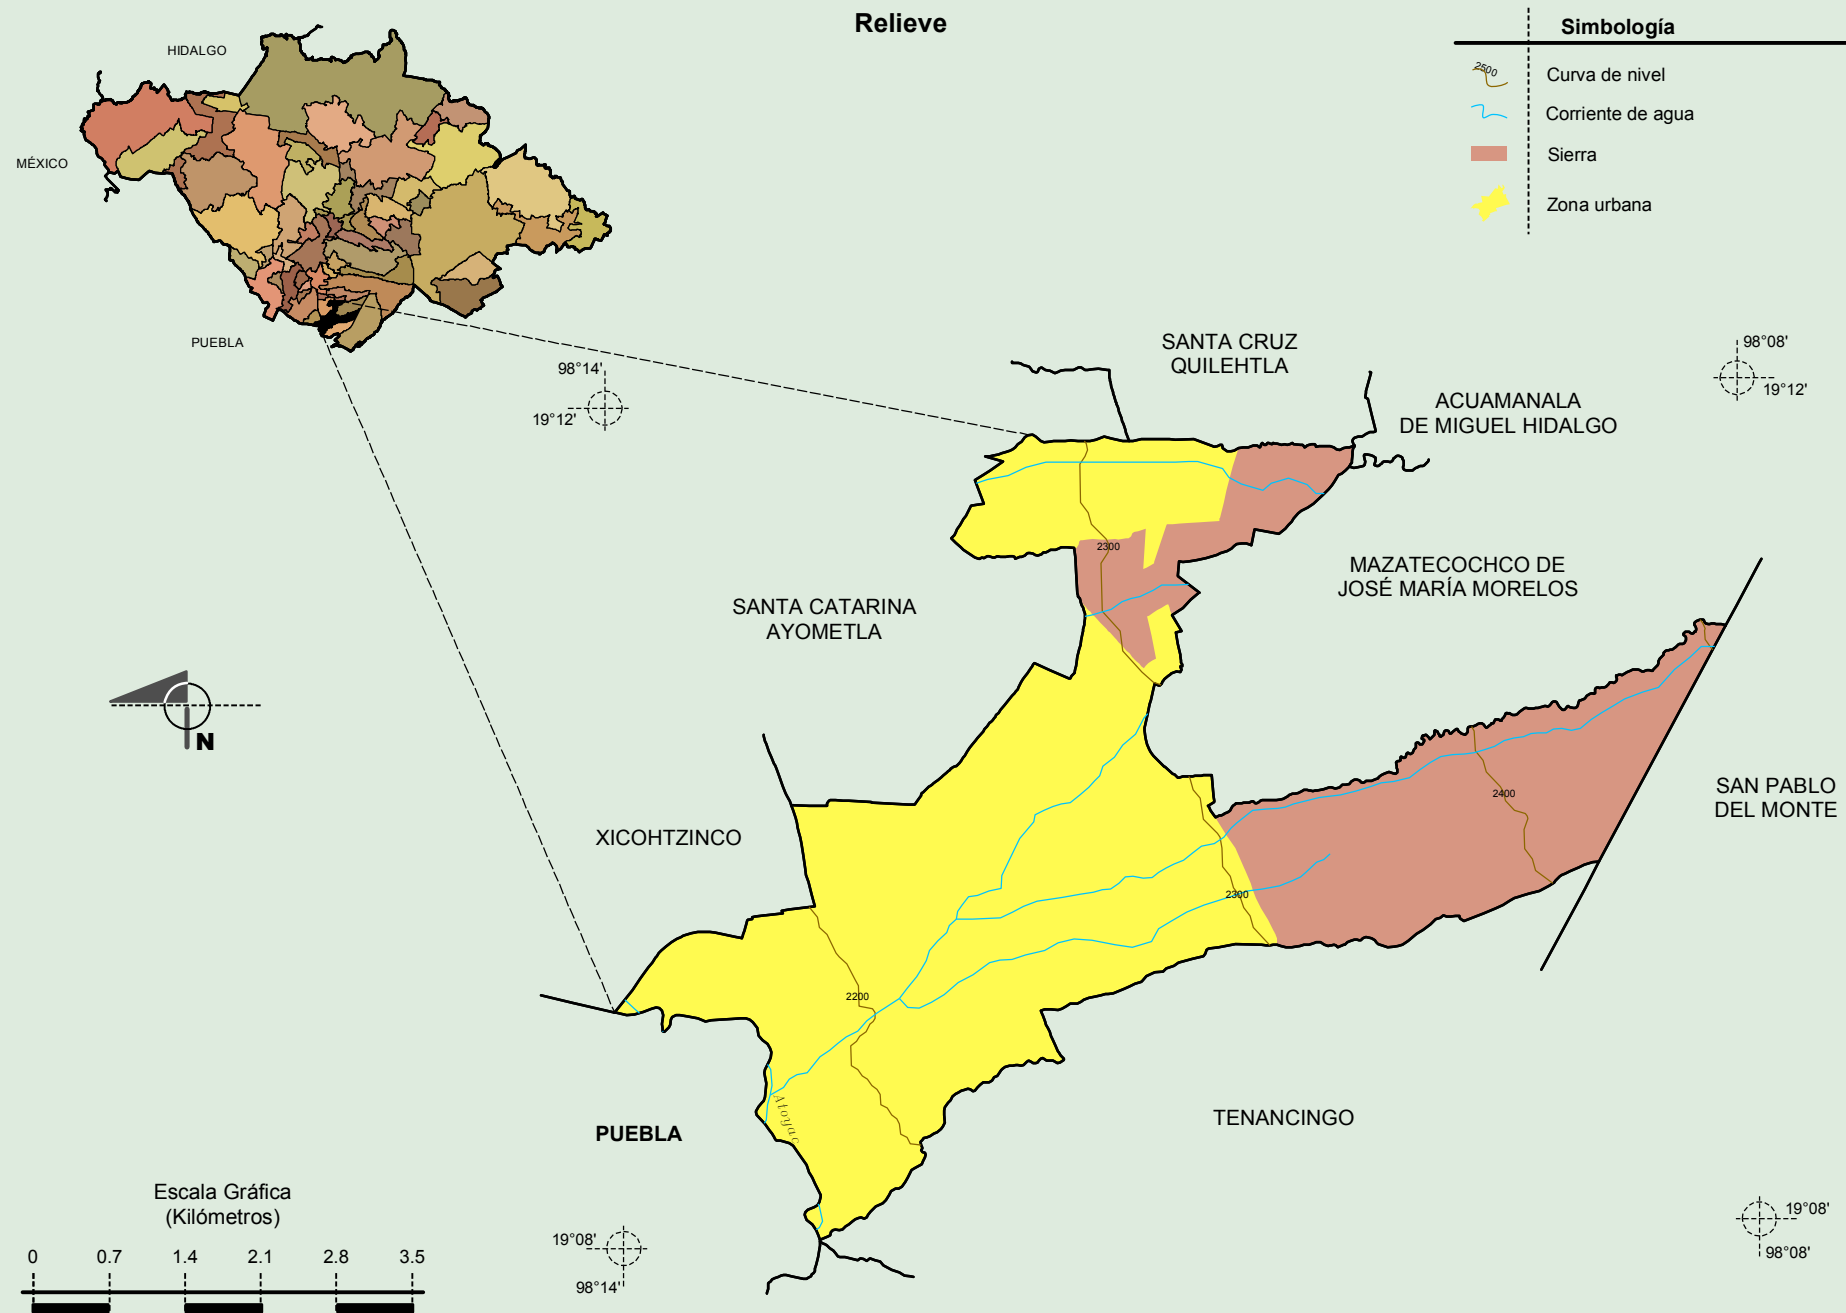 Relieve
Simbología
2500
Curva de nivel
Corriente de agua
Sierra
Zona urbana
HIDALGO
MÉXICO
PUEBLA
98°14'
19°12'
98°08'
19°12'
SANTA CRUZ
QUILEHTLA
ACUAMANALA
DE MIGUEL HIDALGO
2300
MAZATECOCHCO DE
JOSÉ MARÍA MORELOS
SANTA CATARINA
AYOMETLA
N
XICOHTZINCO
2400
SAN PABLO
DEL MONTE
2300
2200
Atoyac
PUEBLA
TENANCINGO
Escala Gráfica
(Kilómetros)
0 0.7 1.4 2.1 2.8 3.5
19°08'
98°14'
19°08'
98°08'